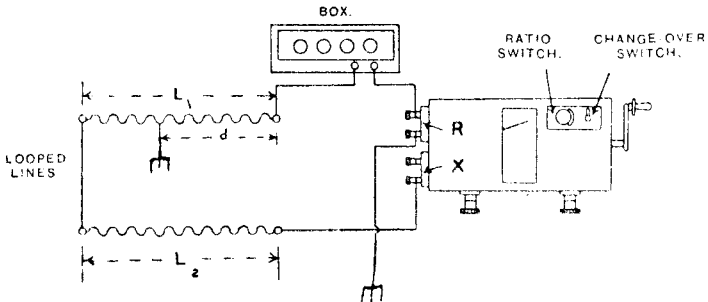 BOX.
RATIO
SWITCH.
CHANGE-OVER
SWITCH.
L1
d
R
LOOPED
LINES
X
L2